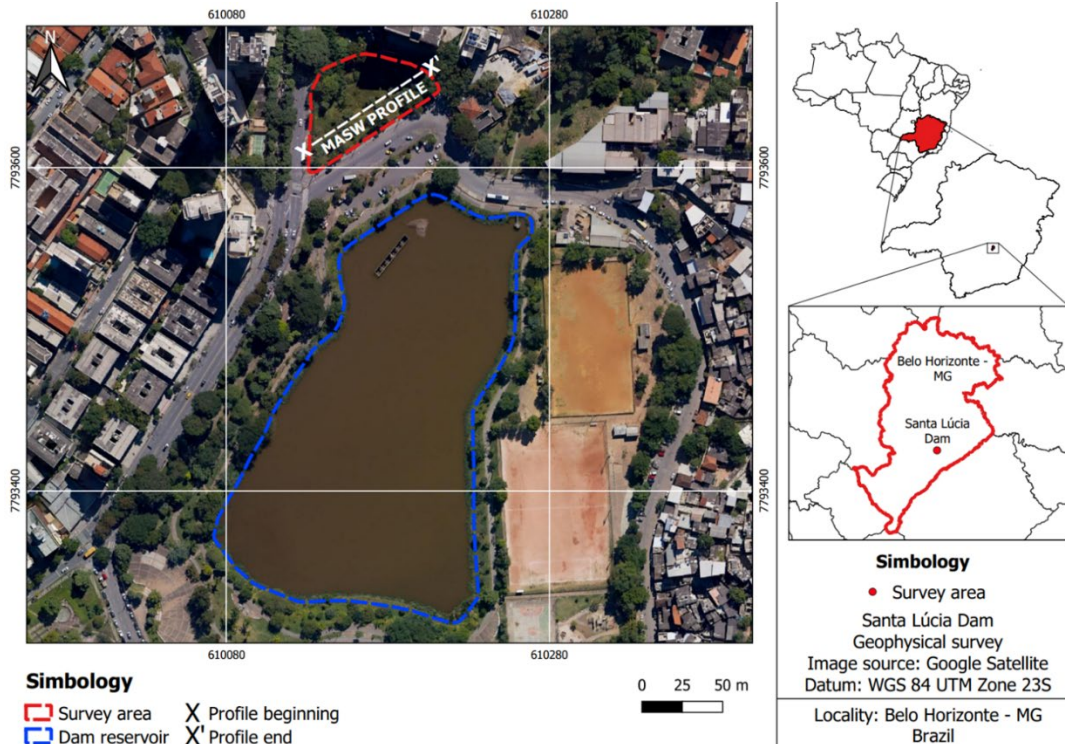 610080
610280
N
X'
MASW PROFILE
X
7793600
7793600
7793400
7793400
610080
610280
Simbology
Survey area
X Profile beginning
Dam reservoir
X' Profile end
0 25 50 m
Belo Horizonte -
MG
Santa Lúcia
Dam
Simbology
Survey area
Santa Lúcia Dam
Geophysical survey
Image source: Google Satellite
Datum: WGS 84 UTM Zone 23S
Locality: Belo Horizonte - MG
Brazil